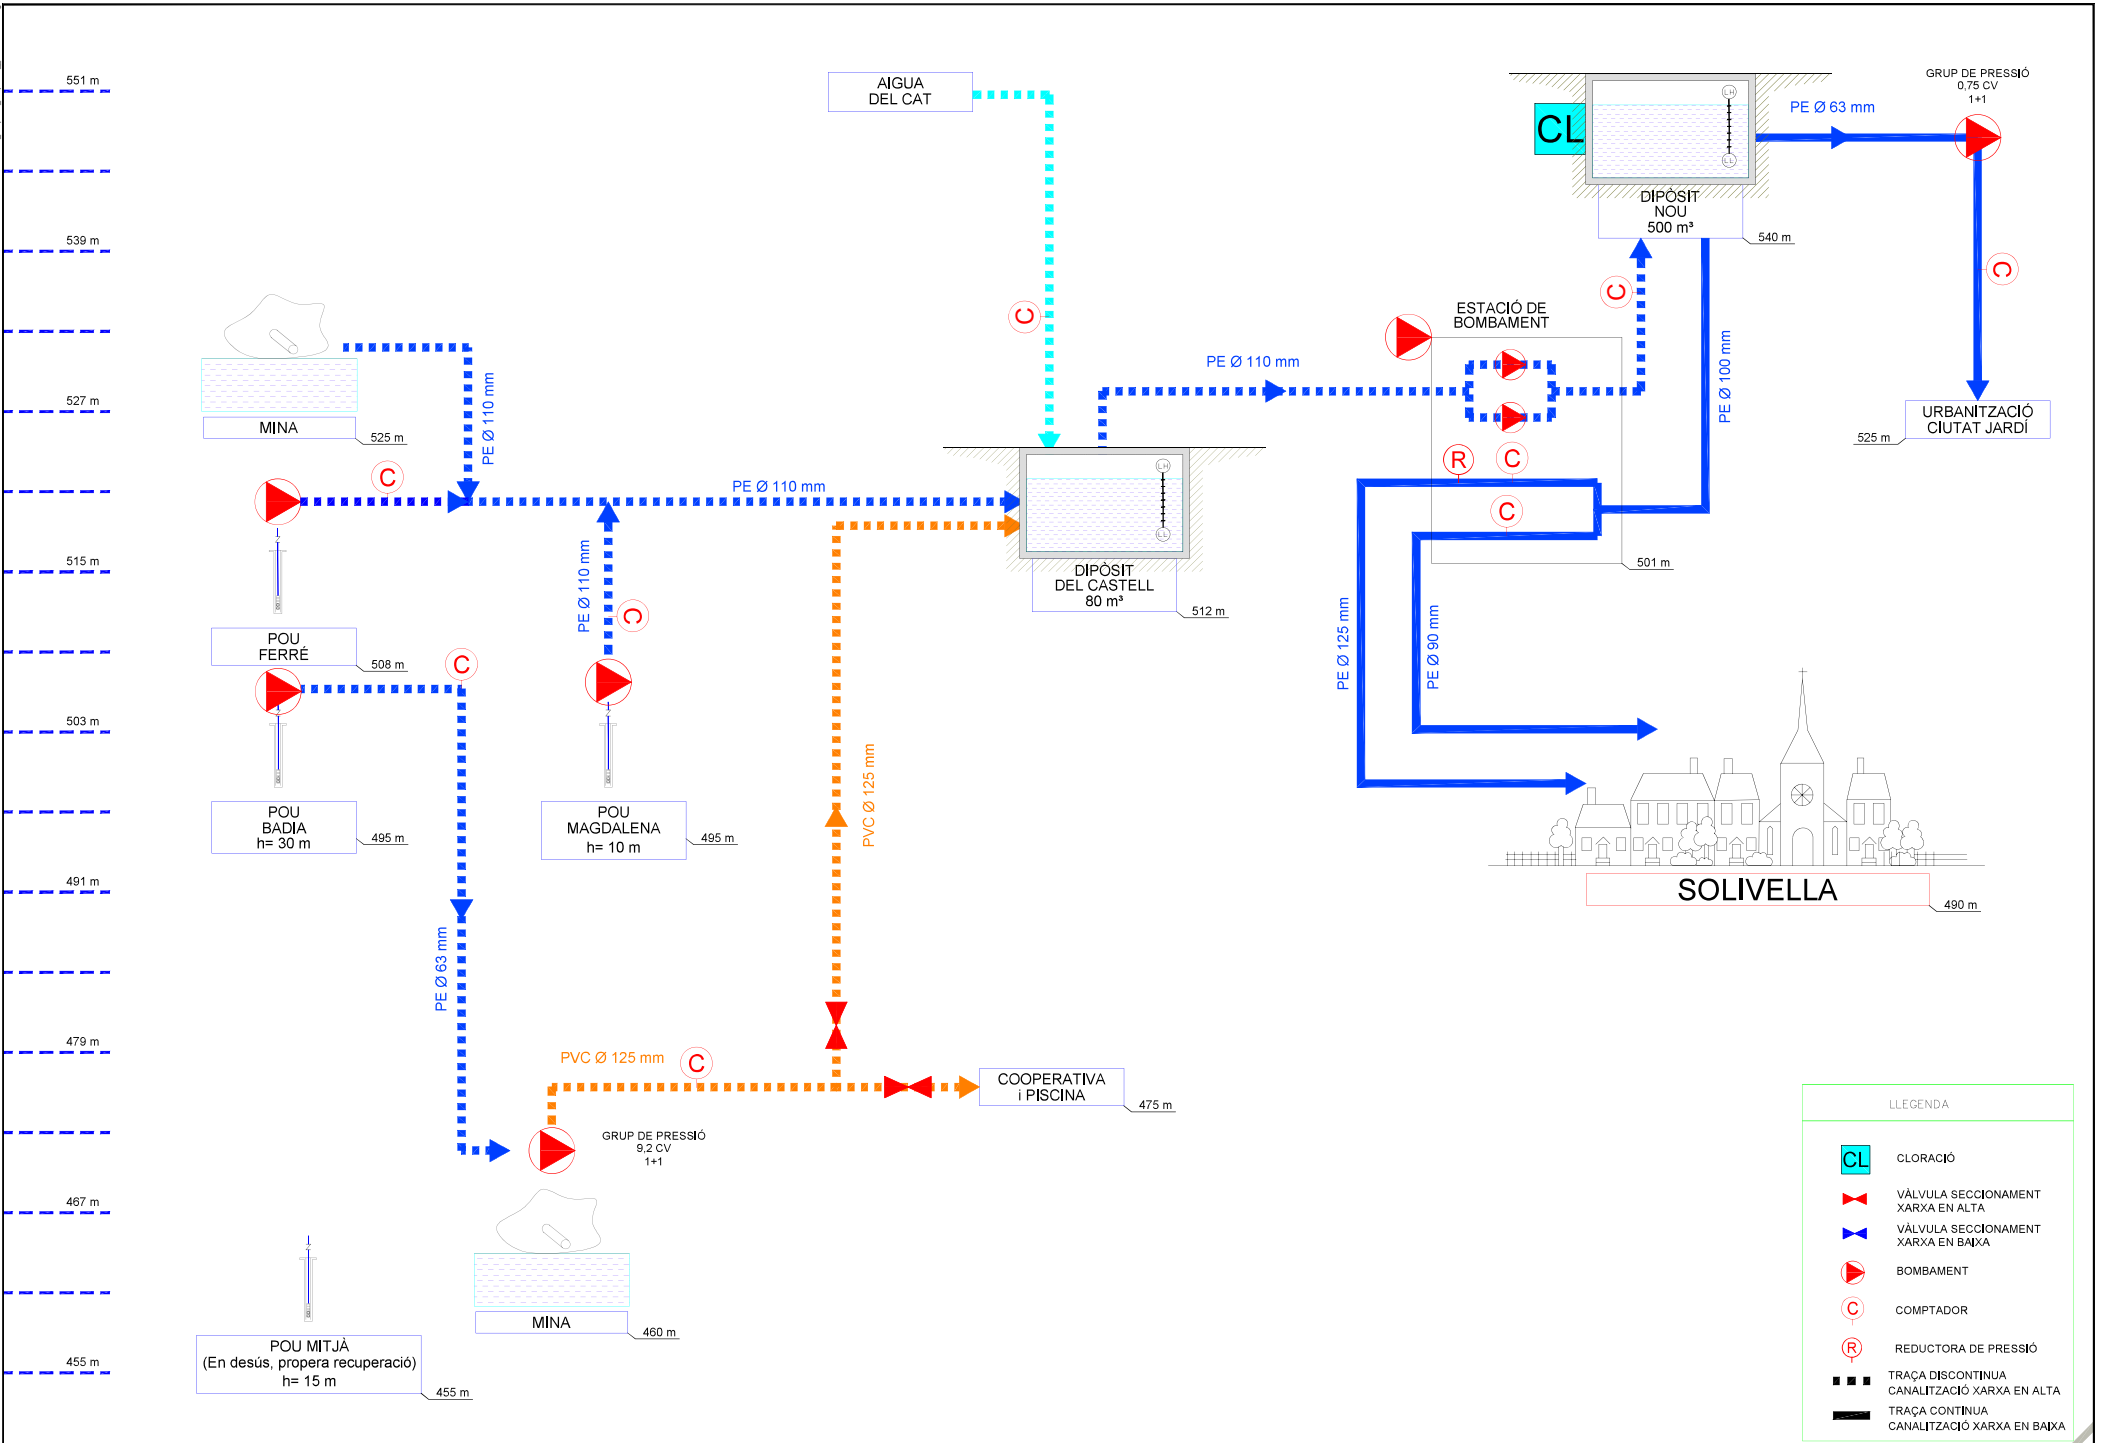 551 m
539 m
527 m
515 m
503 m
491 m
479 m
467 m
455 m
AIGUA
DEL CAT
C
MINA
525 m
PE Ø 110 mm
C
PE Ø 110 mm
POU
FERRÉ
508 m
C
PE Ø 110 mm
C
POU
BADIA
h= 30 m
495 m
POU
MAGDALENA
h= 10 m
495 m
PE Ø 63 mm
PVC Ø 125 mm
PVC Ø 125 mm
C
GRUP DE PRESSIÓ
9,2 CV
1+1
COOPERATIVA
i PISCINA
475 m
MINA
460 m
POU MITJÀ
(En desús, propera recuperació)
h= 15 m
455 m
LH
LL
DIPÒSIT
DEL CASTELL
80 m³
512 m
PE Ø 110 mm
ESTACIÓ DE
BOMBAMENT
C
R
C
C
501 m
PE Ø 100 mm
PE Ø 125 mm
PE Ø 90 mm
CL
LH
LL
DIPÒSIT
NOU
500 m³
540 m
PE Ø 63 mm
GRUP DE PRESSIÓ
0,75 CV
1+1
C
URBANITZACIÓ
CIUTAT JARDÍ
525 m
SOLIVELLA
490 m
LLEGENDA
CL CLORACIÓ
VÀLVULA SECCIONAMENT
XARXA EN ALTA
VÀLVULA SECCIONAMENT
XARXA EN BAIXA
BOMBAMENT
C COMPTADOR
R REDUCTORA DE PRESSIÓ
TRAÇA DISCONTINUA
CANALITZACIÓ XARXA EN ALTA
TRAÇA CONTINUA
CANALITZACIÓ XARXA EN BAIXA